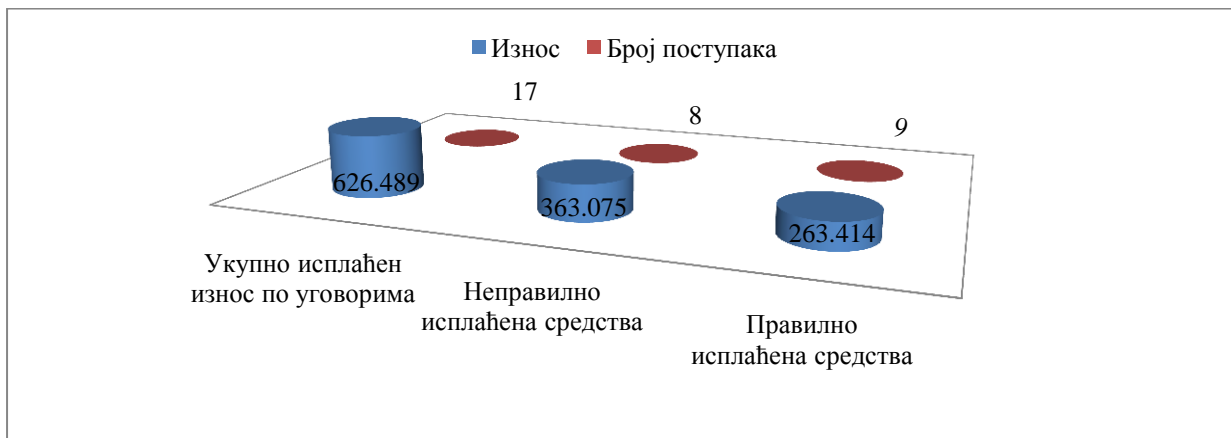 Износ Број поступака
17
8
9
626.489
363.075
263.414
Укупно исплаћен
износ по уговорима
Неправилно
исплаћена средства
Правилно
исплаћена средства